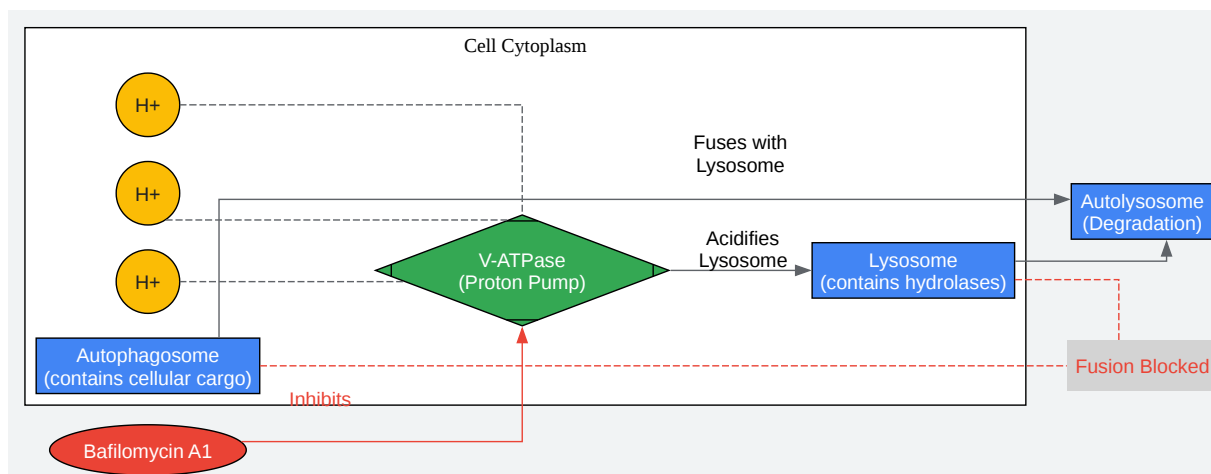 Cell Cytoplasm
H+
H+
H+
Fuses with
Lysosome
Autolysosome
(Degradation)
V-ATPase
(Proton Pump)
Acidifies
Lysosome
Lysosome
(contains hydrolases)
Autophagosome
(contains cellular cargo)
Fusion Blocked
Inhibits
Bafilomycin A1